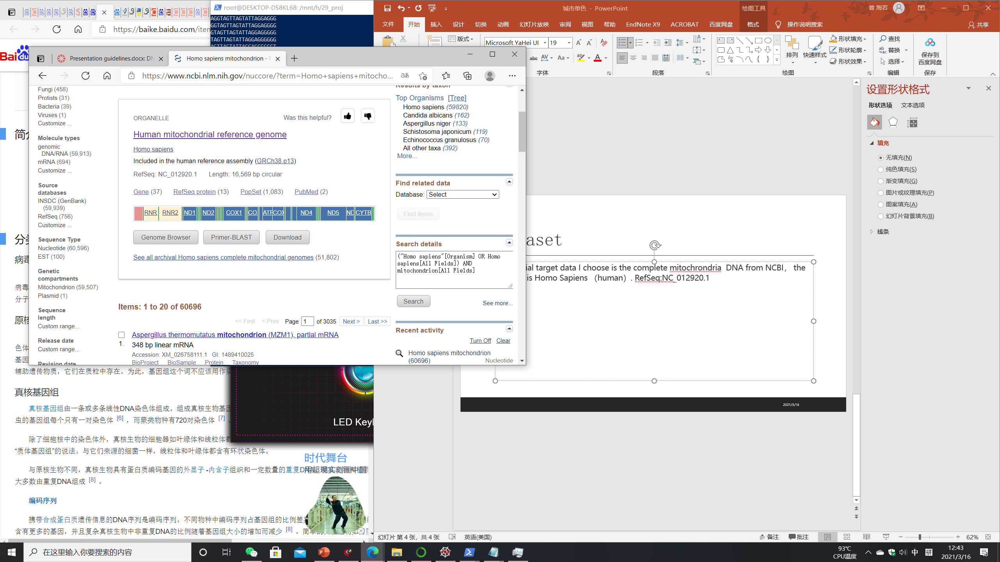 root@DESKTOP-DS8KL68: /mnt/h/29_proj
https://baike.baidu.com/iten
AGGTAGTTAGTATTAGGAGGG
GGTAGTTAGTATTAGGAGGGG
GTAGTTAGTATTAGGAGGGGG
TAGTTAGTATTAGGAGGGGGG
Presentation guidelines.docx: DN
Homo sapiens mitochondrion - N
https://www.ncbi.nlm.nih.gov/nuccore/?term=Homo+sapiens+mitocho...
Fungi (458)
Protists (31)
Bacteria (39)
Viruses (1)
Customize ...
Molecule types
genomic
DNA/RNA (59,913)
mRNA (694)
Customize ...
Source
databases
INSDC (GenBank)
(59,939)
RefSeq (756)
Customize ...
Sequence Type
Nucleotide (60,596)
EST (100)
Genetic
compartments
Mitochondrion (59,507)
Plasmid (1)
Sequence
length
Custom range...
Release date
Custom range...
Revision date
ORGANELLE
Was this helpful?
Human mitochondrial reference genome
Homo sapiens
Included in the human reference assembly (GRCh38.p13)
RefSeq: NC_012920.1 Length: 16,569 bp circular
Gene (37) RefSeq protein (13) PopSet (1,083) PubMed (2)
RNR RNR2 ND1 ND2 COX1 CO ATP COX ND4 ND5 ND CYTB
Genome Browser Primer-BLAST Download
See all archival Homo sapiens complete mitochondrial genomes (51,802)
Items: 1 to 20 of 60696
<< First < Prev Page 1 of 3035 Next > Last >>
Aspergillus thermomutatus mitochondrion (MZM1), partial mRNA
1. 348 bp linear mRNA
Accession: XM_026758111.1 GI: 1489410025
BioProject BioSample Protein Taxonomy
Results by taxon
Top Organisms [Tree]
Homo sapiens (59820)
Candida albicans (162)
Aspergillus niger (133)
Schistosoma japonicum (119)
Echinococcus granulosus (70)
All other taxa (392)
More...
Find related data
Database: Select
Find items
Search details
("Homo sapiens"[Organism] OR Homo
sapiens[All Fields]) AND
mitochondrion[All Fields]
Search
See more...
Recent activity
Turn Off Clear
Homo sapiens mitochondrion
(60696) Nucleotide
Bai
简介
分类
病毒
病毒
分子
原核
色体
基因
辅助遗传物质，它们在质粒中存在。为此，基因组这个词不应该用作染
真核基因组
真核基因组由一条或多条线性DNA染色体组成。组成真核生物基因
虫的基因组每个只有一对染色体 [6] ，而蕨类物种有720对染色体 [7] 。
除了细胞核中的染色体外，真核生物的细胞器如叶绿体和线粒体都
“质体基因组”的说法。与它们来源的细菌一样，线粒体和叶绿体都含有环状染色体。
与原核生物不同，真核生物具有蛋白质编码基因的外显子 -内含子组织和一定数量的重复D
大多数由重复DNA组成 [8] 。
编码序列
携带合成蛋白质遗传信息的DNA序列是编码序列。不同物种中编码序列占基因组的比例差
含有更多的基因，并且复杂真核生物中非重复DNA的比例随着基因组大小的增加而减少 [8] 。
LED Key
时代舞台
用超现实刻画中国
城市单色 - PowerPoint
绘图工具
曾 海若
文件 开始 插入 设计 切换 动画 幻灯片放映 审阅 视图 帮助 EndNote X9 ACROBAT 百度网盘 格式 操作说明搜索 共享
版式
Microsoft YaHei UI 19
abc AV Aa A
字体 段落 绘图 编辑 保存
排列
快速样式
形状填充
形状轮廓
形状效果
查找
替换
选择
保存到
百度网盘
设置形状格式
形状选项 文本选项
填充
无填充(N)
纯色填充(S)
渐变填充(G)
图片或纹理填充(P)
图案填充(A)
幻灯片背景填充(B)
线条
aset
ial target data I choose is the complete mitochrondria DNA from NCBI， the
is Homo Sapiens （human）. RefSeq:NC_012920.1
2021/3/16
幻灯片 第 4 张，共 4 张 英语(美国)
备注 批注 62%
在这里输入你要搜索的内容
93℃
CPU温度
中 拼
12:43
2021/3/16